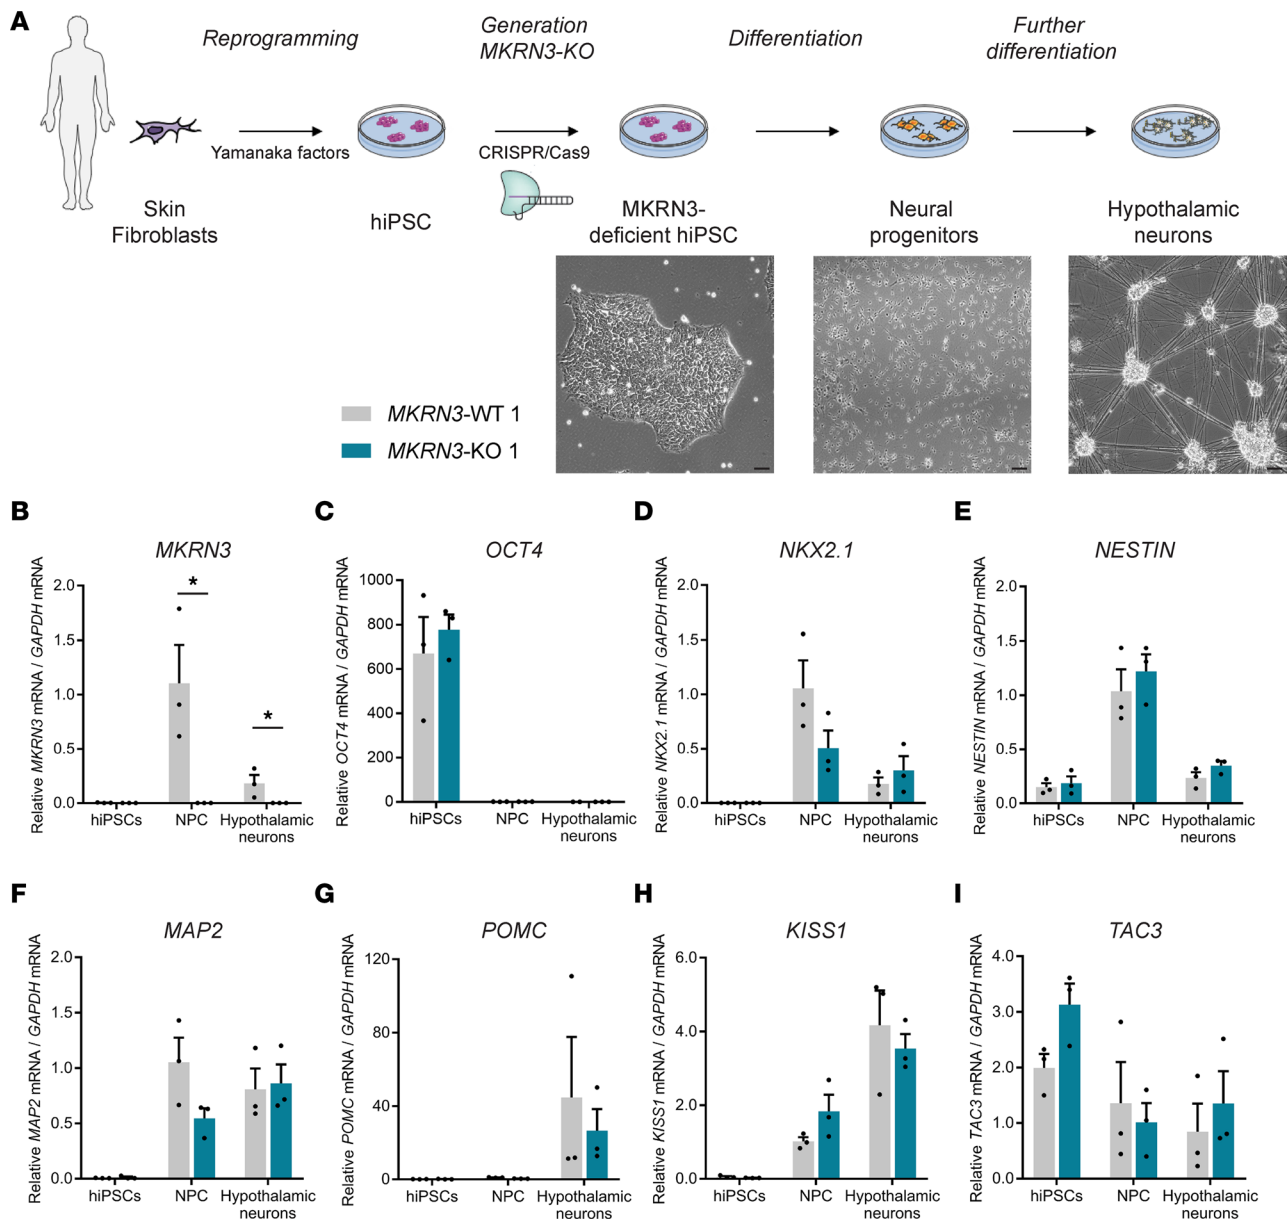 A
Reprogramming
Generation
MKRN3-KO
Differentiation
Further
differentiation
Yamanaka factors
CRISPR/Cas9
Skin
Fibroblasts
hiPSC
MKRN3-
deficient hiPSC
Neural
progenitors
Hypothalamic
neurons
MKRN3-WT 1
MKRN3-KO 1
B
MKRN3
Relative MKRN3 mRNA / GAPDH mRNA
2.0
1.5
1.0
0.5
0.0
*
*
hiPSCs
NPC
Hypothalamic
neurons
C
OCT4
Relative OCT4 mRNA / GAPDH mRNA
1000
800
600
400
200
0
hiPSCs
NPC
Hypothalamic
neurons
D
NKX2.1
Relative NKX2.1 mRNA / GAPDH mRNA
2.0
1.5
1.0
0.5
0.0
hiPSCs
NPC
Hypothalamic
neurons
E
NESTIN
Relative NESTIN mRNA / GAPDH mRNA
2.0
1.5
1.0
0.5
0.0
hiPSCs
NPC
Hypothalamic
neurons
F
MAP2
Relative MAP2 mRNA / GAPDH mRNA
2.0
1.5
1.0
0.5
0.0
hiPSCs
NPC
Hypothalamic
neurons
G
POMC
Relative POMC mRNA / GAPDH mRNA
120
80
40
0
hiPSCs
NPC
Hypothalamic
neurons
H
KISS1
Relative KISS1 mRNA / GAPDH mRNA
6.0
4.0
2.0
0.0
hiPSCs
NPC
Hypothalamic
neurons
I
TAC3
Relative TAC3 mRNA / GAPDH mRNA
4.0
3.0
2.0
1.0
0.0
hiPSCs
NPC
Hypothalamic
neurons